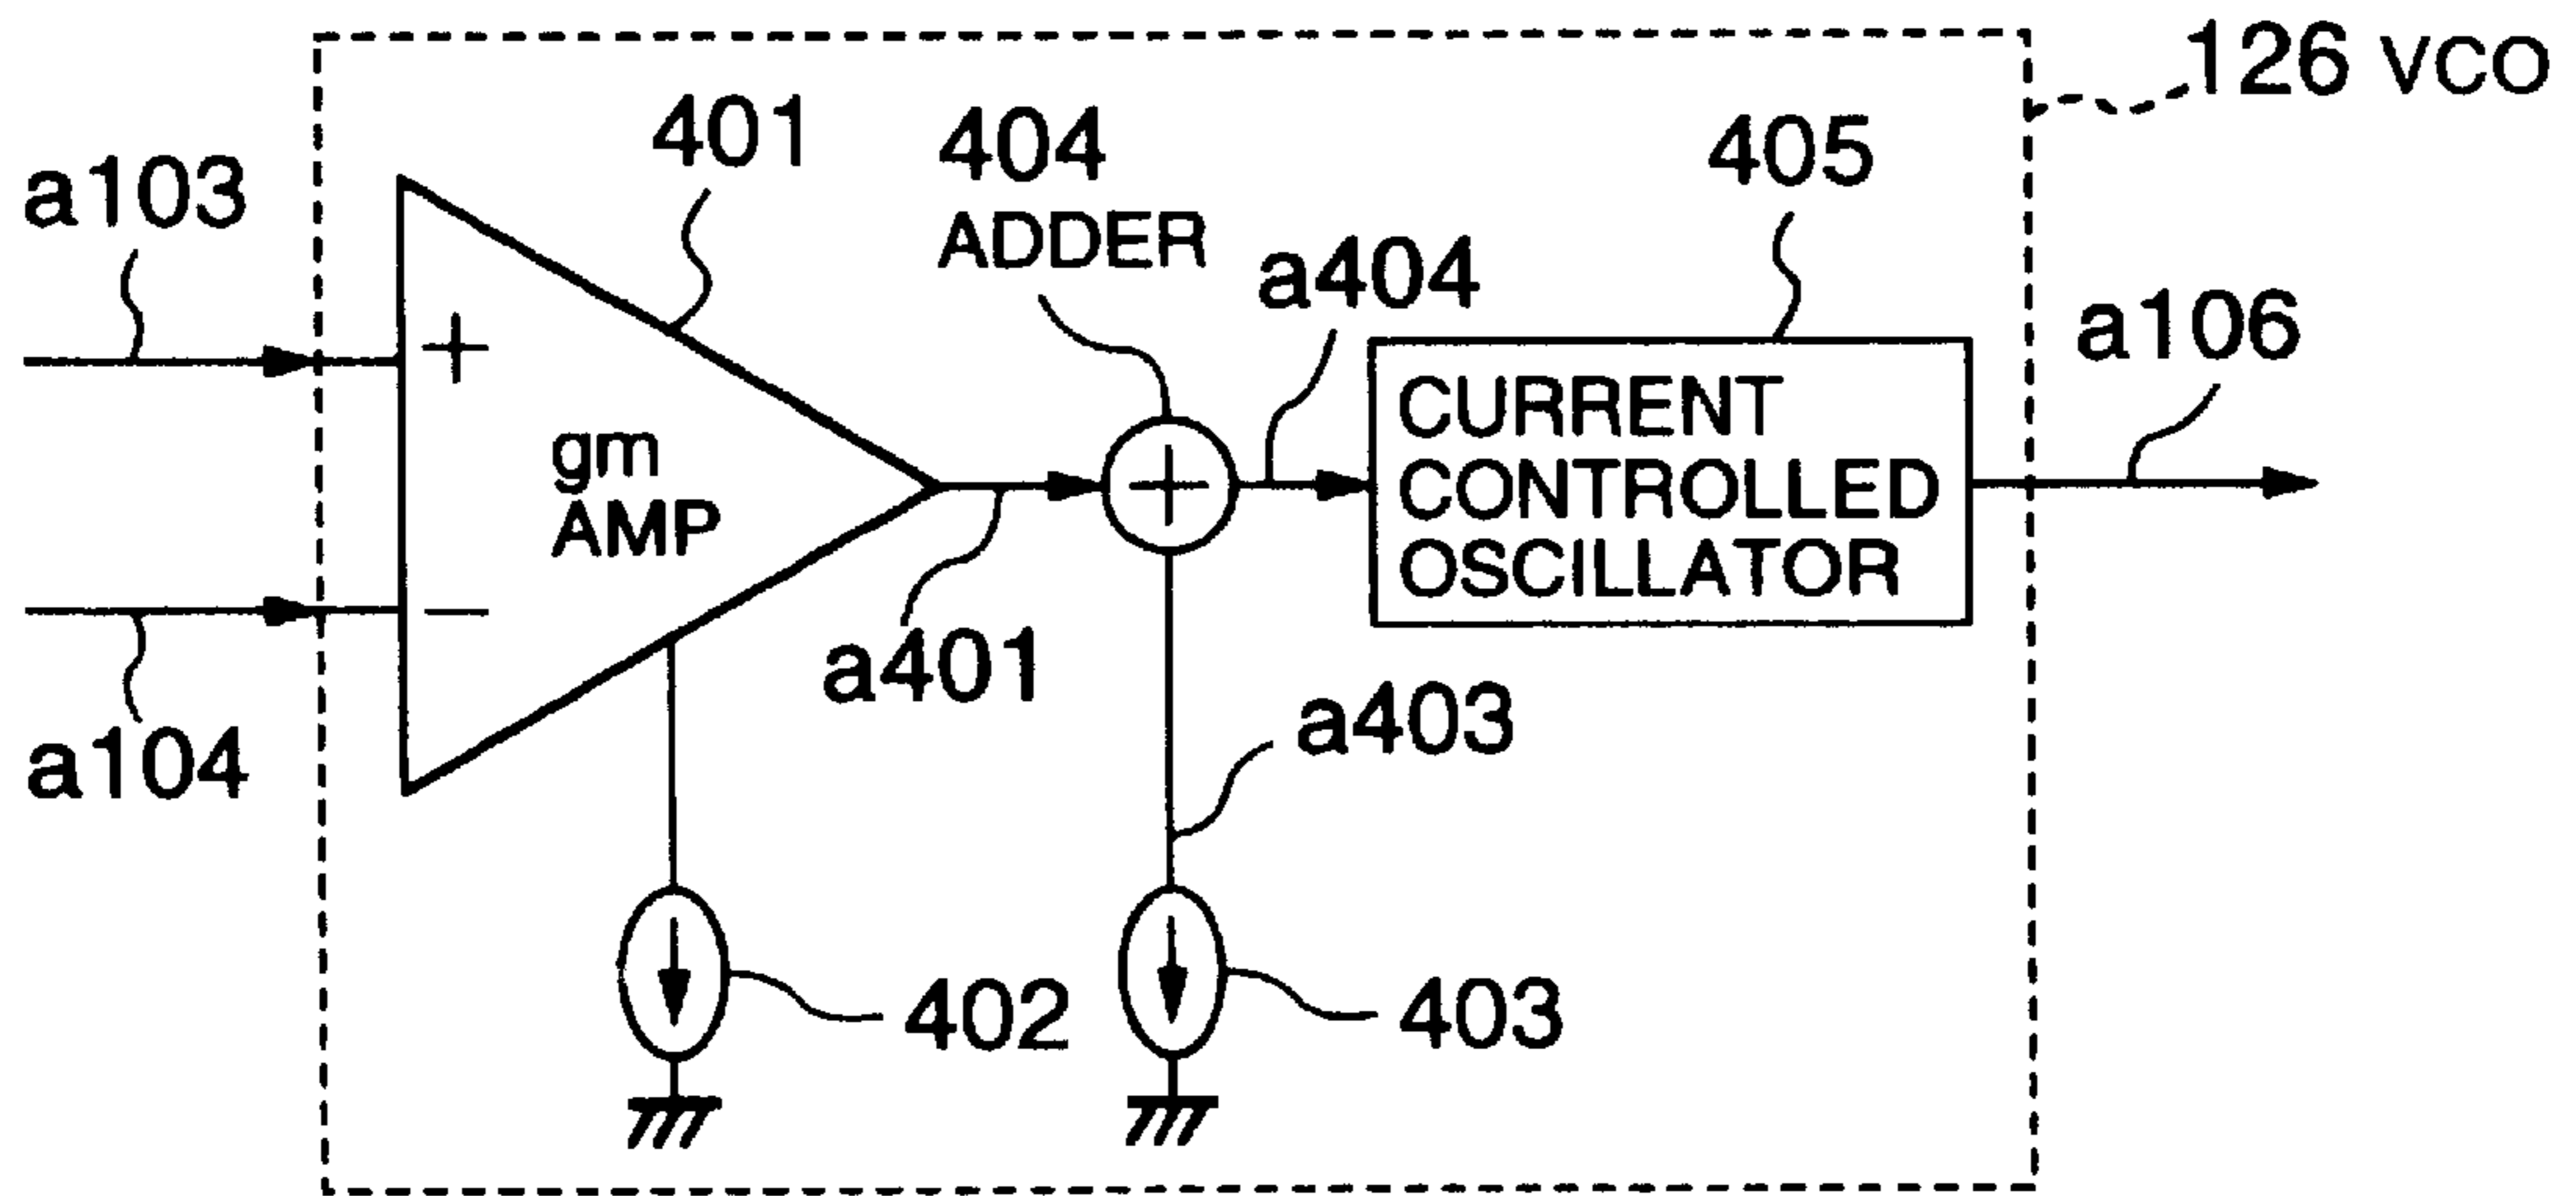 126 VCO
401
404
ADDER
405
a103
a404
a106
+
gm
AMP
−
+
CURRENT
CONTROLLED
OSCILLATOR
a401
a104
a403
402
403